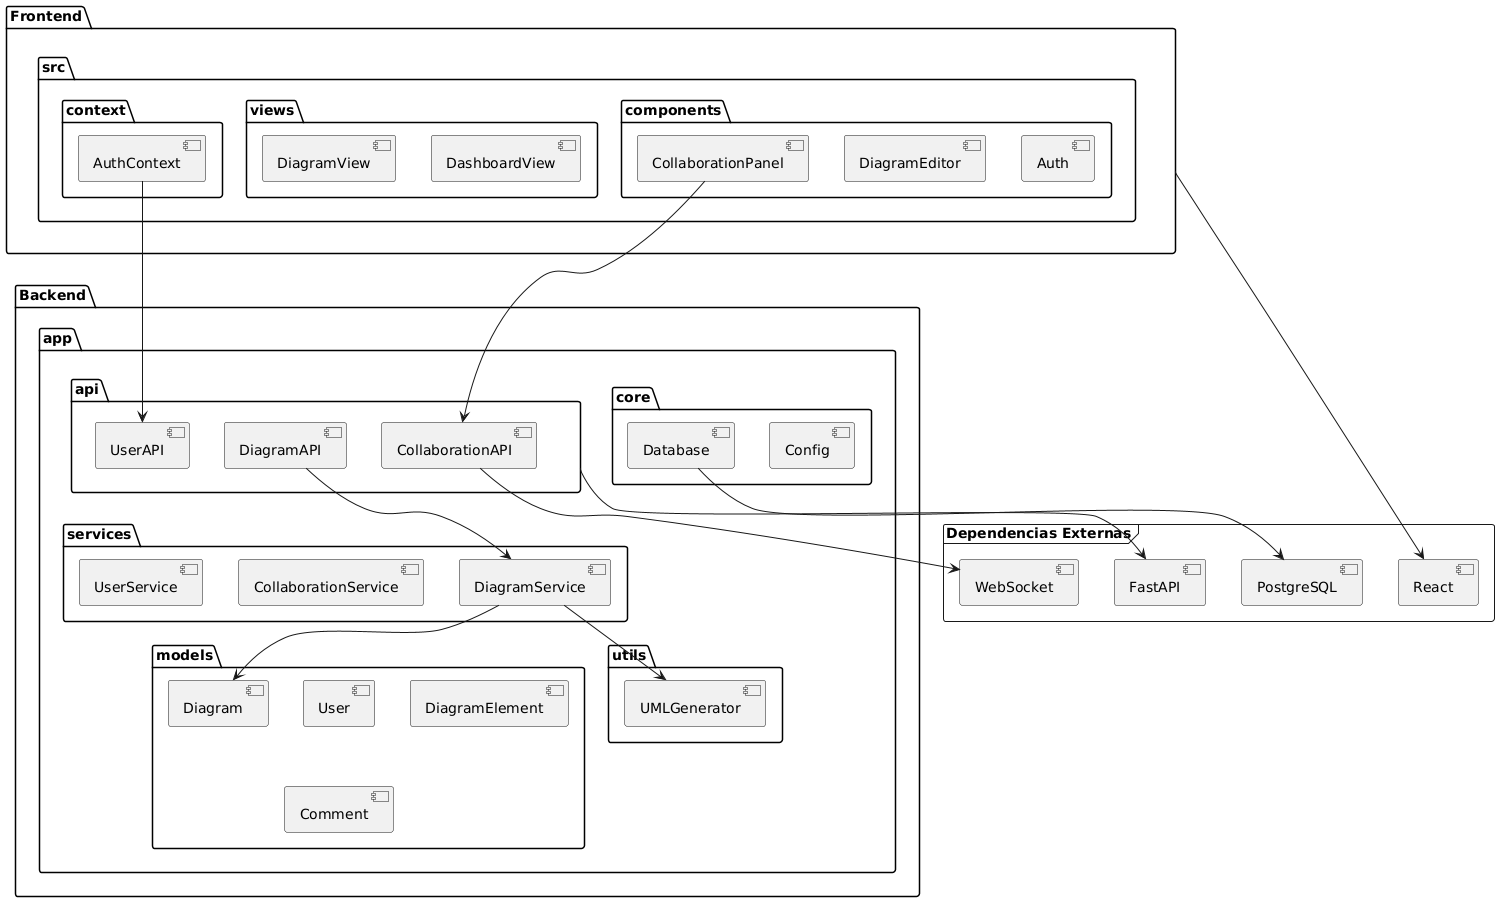 Frontend
src
context
views
components
AuthContext
DiagramView
DashboardView
CollaborationPanel
DiagramEditor
Auth
Backend
app
api
core
UserAPI
DiagramAPI
CollaborationAPI
Database
Config
services
Dependencias Externas
UserService
CollaborationService
DiagramService
WebSocket
FastAPI
PostgreSQL
React
models
utils
Diagram
User
DiagramElement
UMLGenerator
Comment